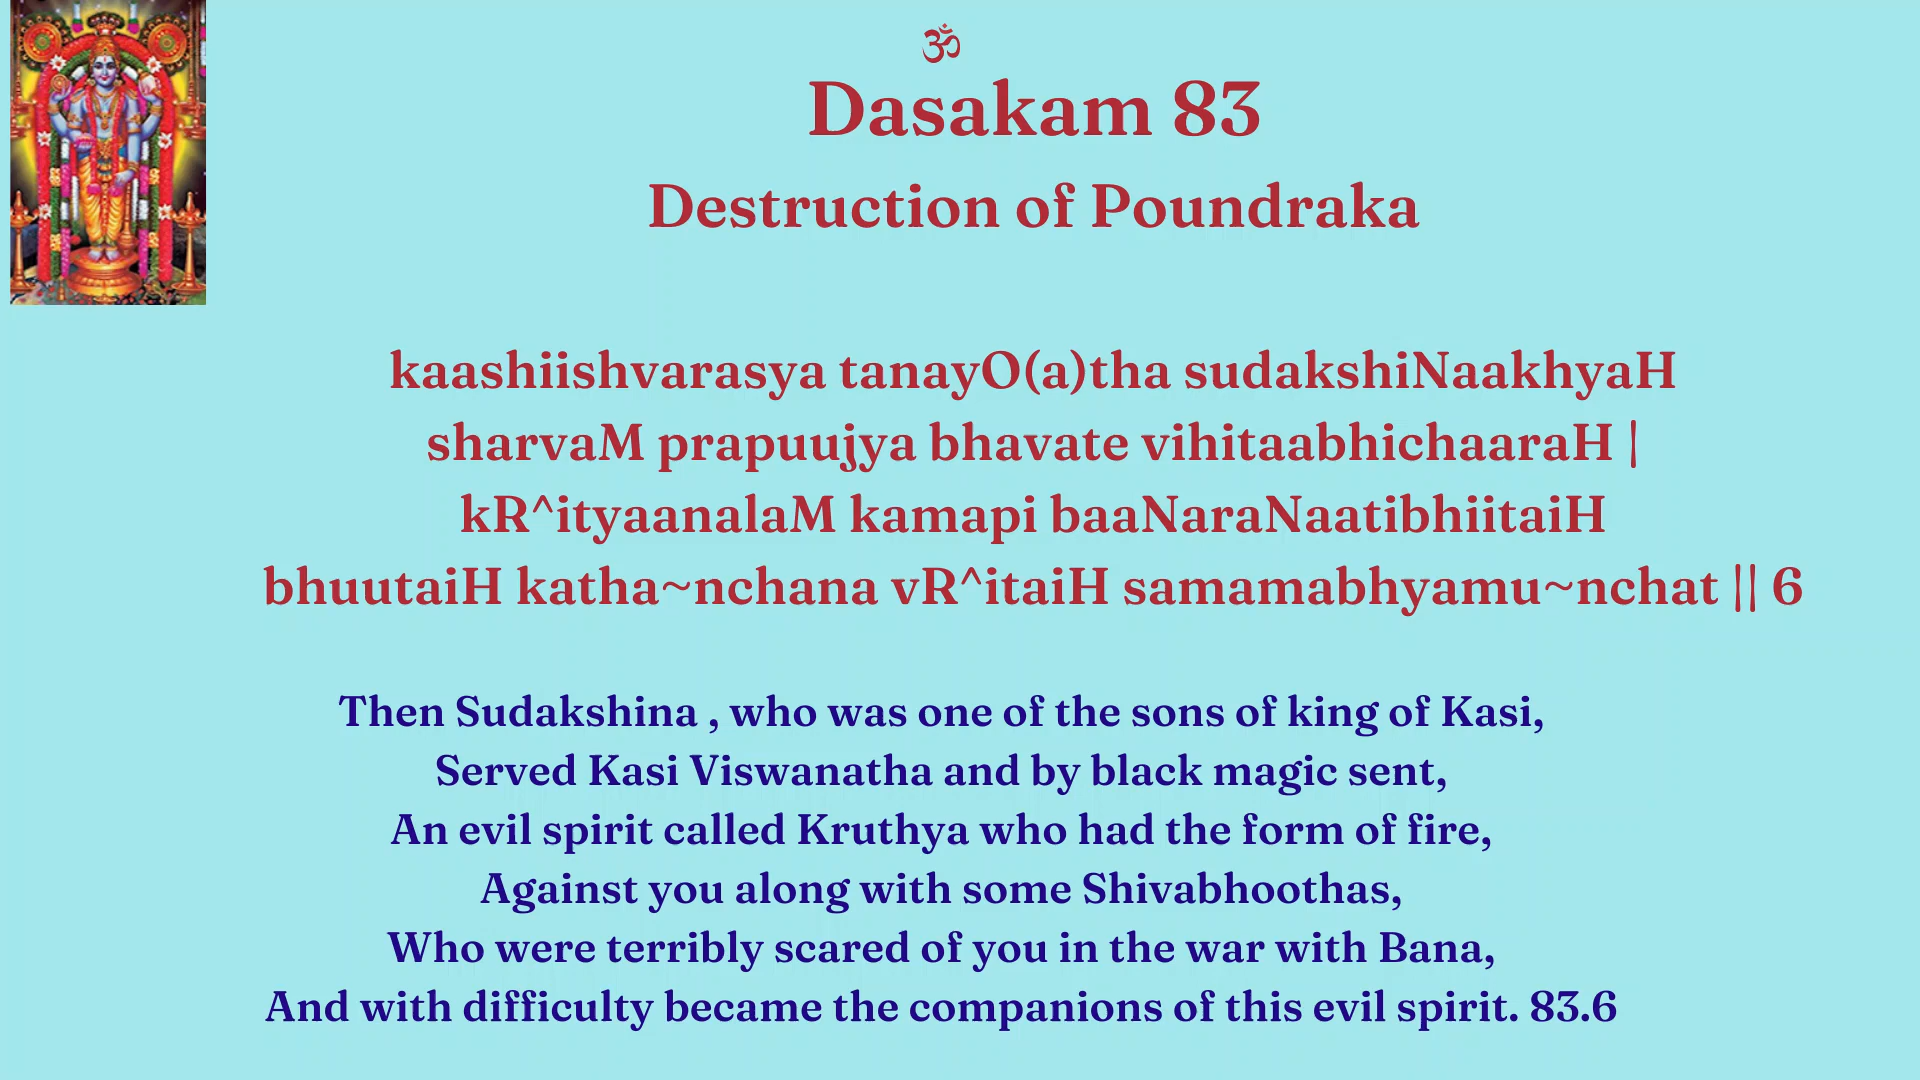 ॐ
Dasakam 83
Destruction of Poundraka
kaashiishvarasya tanayO(a)tha sudakshiNaakhyaH
sharvaM prapuujya bhavate vihitaabhichaaraH |
kR^ityaanalaM kamapi baaNaraNaatibhiitaiH
bhuutaiH katha~nchana vR^itaiH samamabhyamu~nchat || 6
Then Sudakshina , who was one of the sons of king of Kasi,
Served Kasi Viswanatha and by black magic sent,
An evil spirit called Kruthya who had the form of fire,
Against you along with some Shivabhoothas,
Who were terribly scared of you in the war with Bana,
And with difficulty became the companions of this evil spirit. 83.6